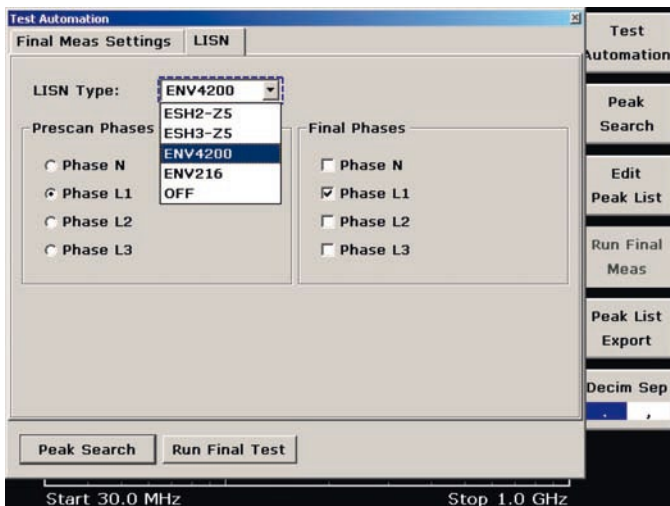 Test Automation
Final Meas Settings
LISN
LISN Type:
ENV4200
ESH2-Z5
ESH3-Z5
ENV4200
ENV216
OFF
Prescan Phases
Phase N
Phase L1
Phase L2
Phase L3
Final Phases
Phase N
Phase L1
Phase L2
Phase L3
Peak Search
Run Final Test
Start 30.0 MHz
Stop 1.0 GHz
Test
Automation
Peak
Search
Edit
Peak List
Run Final
Meas
Peak List
Export
Decim Sep
. ,